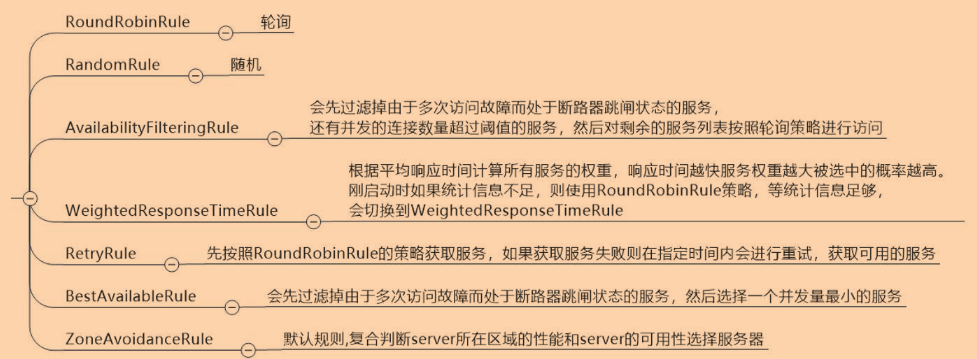 RoundRobinRule 轮询
RandomRule 随机
AvailabilityFilteringRule 会先过滤掉由于多次访问故障而处于断路器跳闸状态的服务，
还有并发的连接数量超过阈值的服务，然后对剩余的服务列表按照轮询策略进行访问
WeightedResponseTimeRule 根据平均响应时间计算所有服务的权重，响应时间越快服务权重越大被选中的概率越高。
刚启动时如果统计信息不足，则使用RoundRobinRule策略，等统计信息足够，
会切换到WeightedResponseTimeRule
RetryRule 先按照RoundRobinRule的策略获取服务，如果获取服务失败则在指定时间内会进行重试，获取可用的服务
BestAvailableRule 会先过滤掉由于多次访问故障而处于断路器跳闸状态的服务，然后选择一个并发量最小的服务
ZoneAvoidanceRule 默认规则,复合判断server所在区域的性能和server的可用性选择服务器